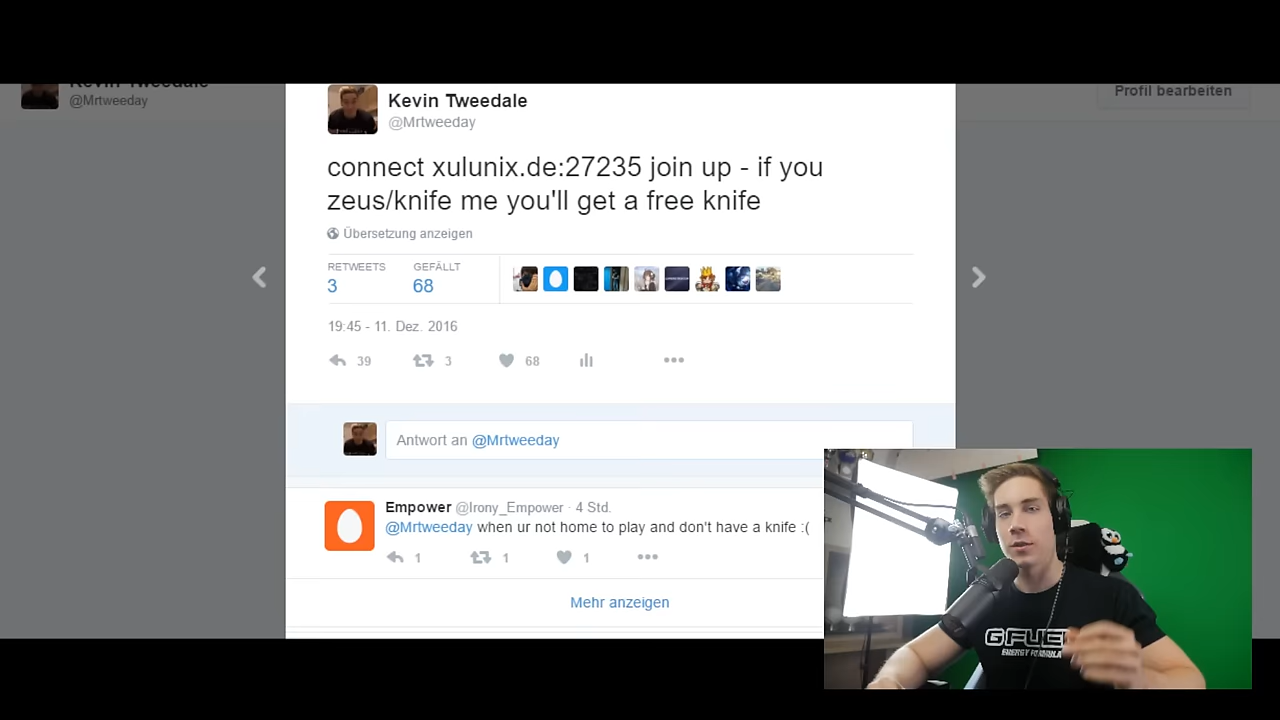 Kevin Tweedale
@Mrtweeday
Profil bearbeiten
Kevin Tweedale
@Mrtweeday
connect xulunix.de:27235 join up - if you
zeus/knife me you'll get a free knife
Übersetzung anzeigen
RETWEETS
GEFÄLLT
3
68
19:45 - 11. Dez. 2016
39
3
68
Antwort an @Mrtweeday
Empower @Irony_Empower · 4 Std.
@Mrtweeday when ur not home to play and don't have a knife :(
1
1
1
Mehr anzeigen
G FUEL
ENERGY FORMULA